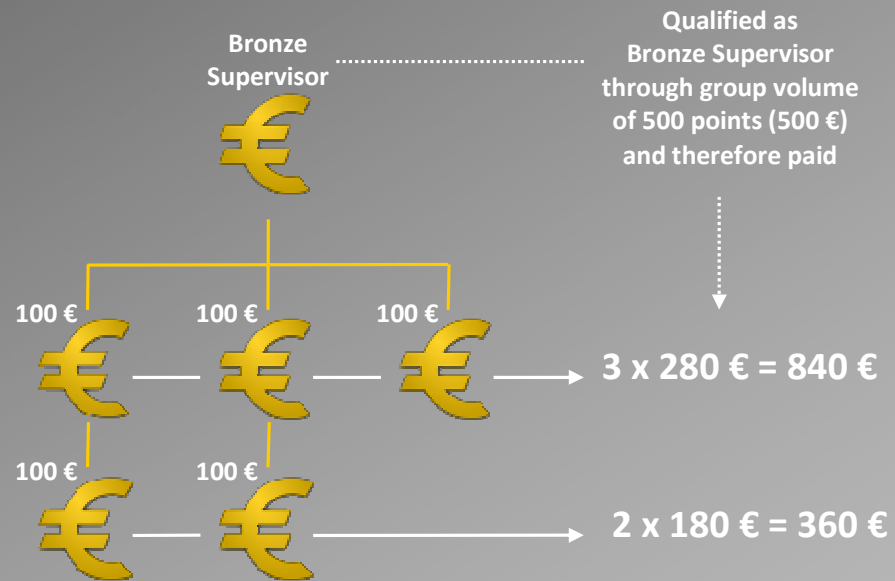 Bronze
Supervisor
Qualified as
Bronze Supervisor
through group volume
of 500 points (500 €)
and therefore paid
100 €
100 €
100 €
3 x 280 € = 840 €
100 €
100 €
2 x 180 € = 360 €